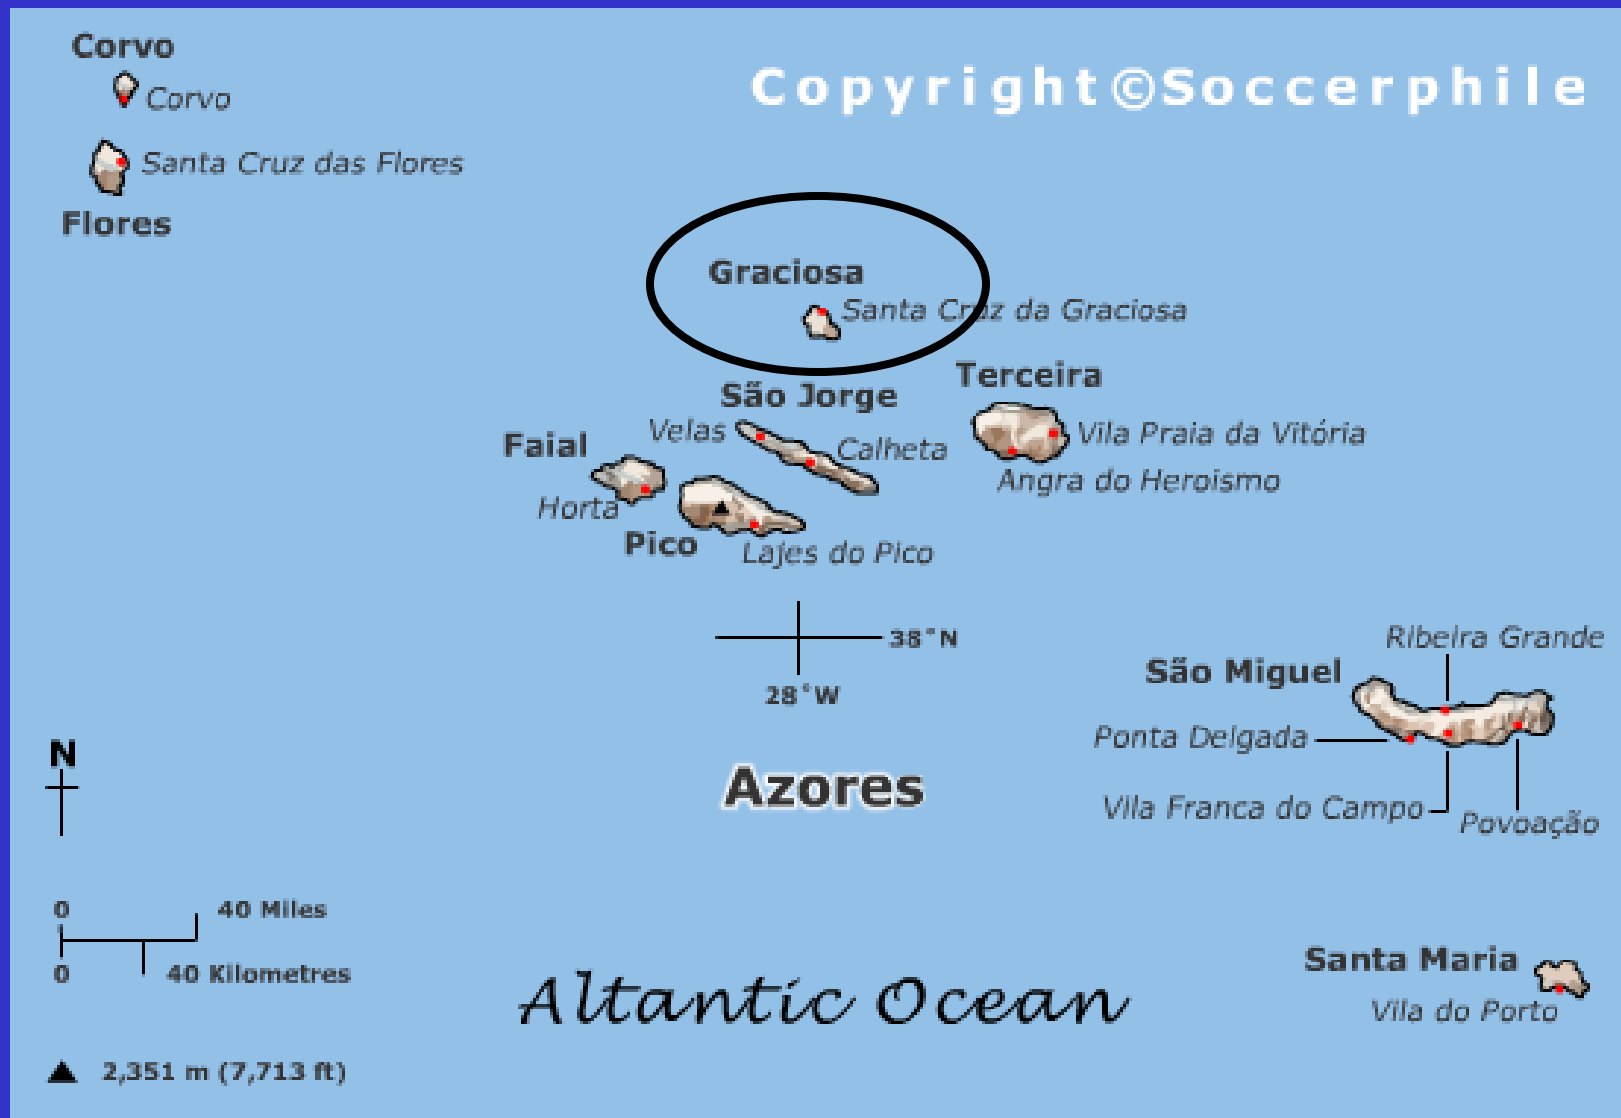 Corvo
Copyright©Soccerphile
Corvo
Santa Cruz das Flores
Flores
Graciosa
Santa Cruz da Graciosa
Terceira
São Jorge
Velas
Vila Praia da Vitória
Faial
Calheta
Angra do Heroismo
Horta
Pico
Lajes do Pico
38°N
28°W
Ribeira Grande
São Miguel
Ponta Delgada
N
Azores
Vila Franca do Campo
Povoação
0 40 Miles
0 40 Kilometres
Santa Maria
Altantic Ocean
Vila do Porto
2,351 m (7,713 ft)